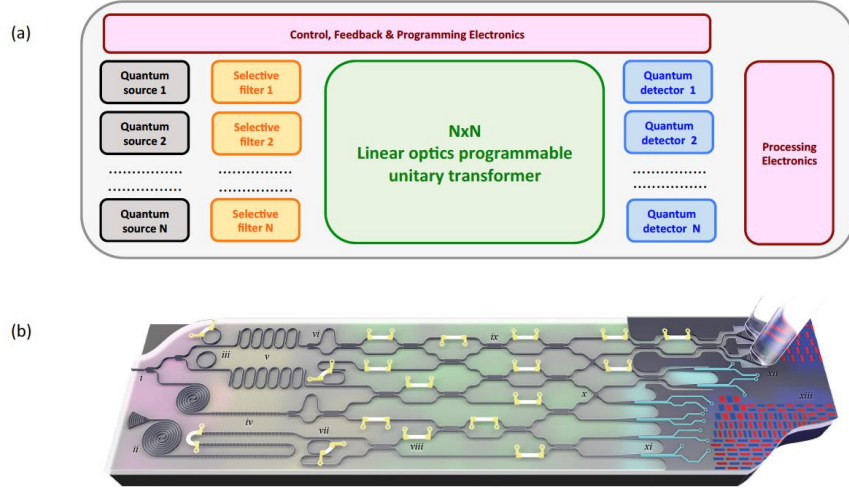 (a)
Control, Feedback & Programming Electronics
Quantum
source 1
Selective
filter 1
Quantum
source 2
Selective
filter 2
....................
....................
....................
....................
Quantum
source N
Selective
filter N
NxN
Linear optics programmable
unitary transformer
Quantum
detector 1
Quantum
detector 2
....................
....................
Quantum
detector N
Processing
Electronics
(b)
i
ii
iii
iv
v
vi
vii
viii
ix
x
xi
xii
xiii